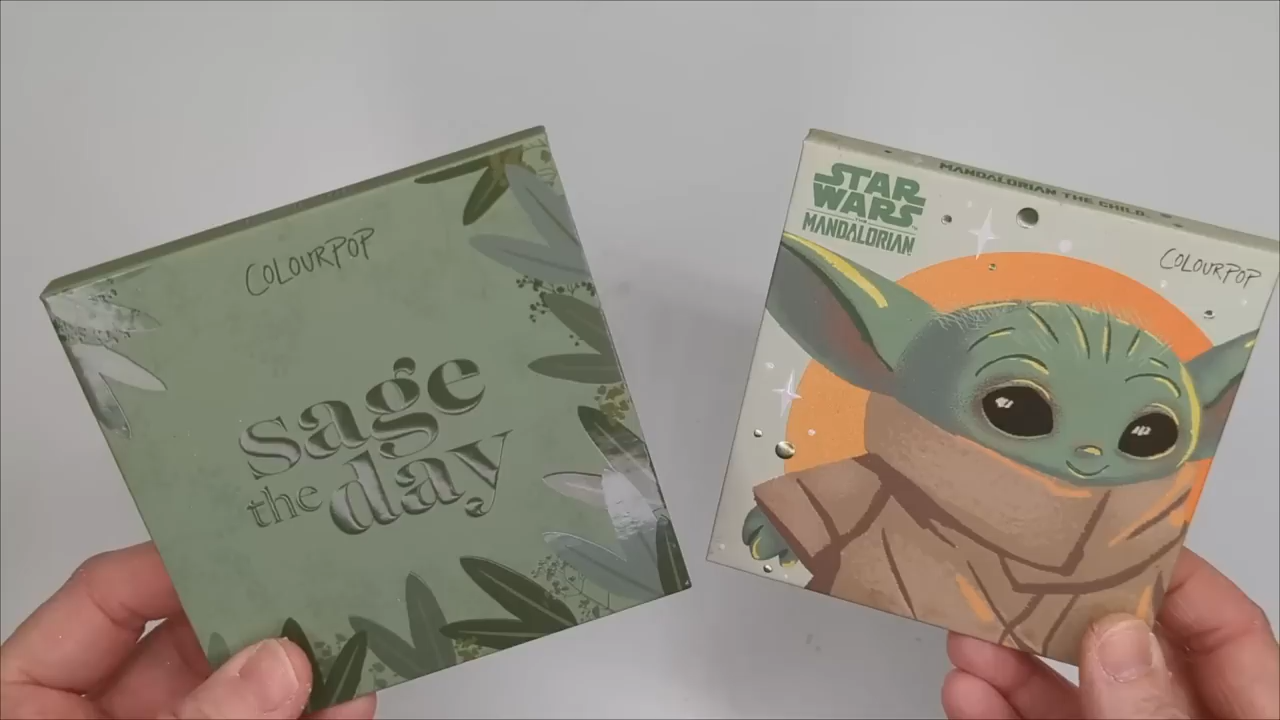 COLOURPOP
sage
the day
STAR
WARS
THE
MANDALORIAN
MANDALORIAN THE CHILD
COLOURPOP